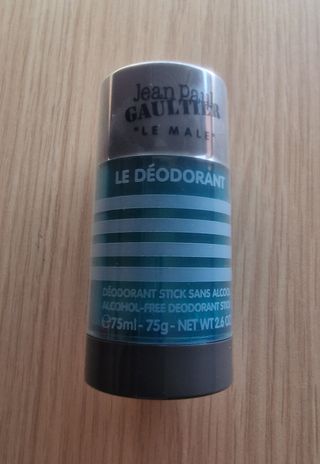 Jean Paul
GAULTIER
"LE MALE"
LE DÉODORANT
DÉODORANT STICK SANS ALCOOL
ALCOHOL-FREE DEODORANT STICK
℮75ml - 75g - NET WT 2.6 OZ